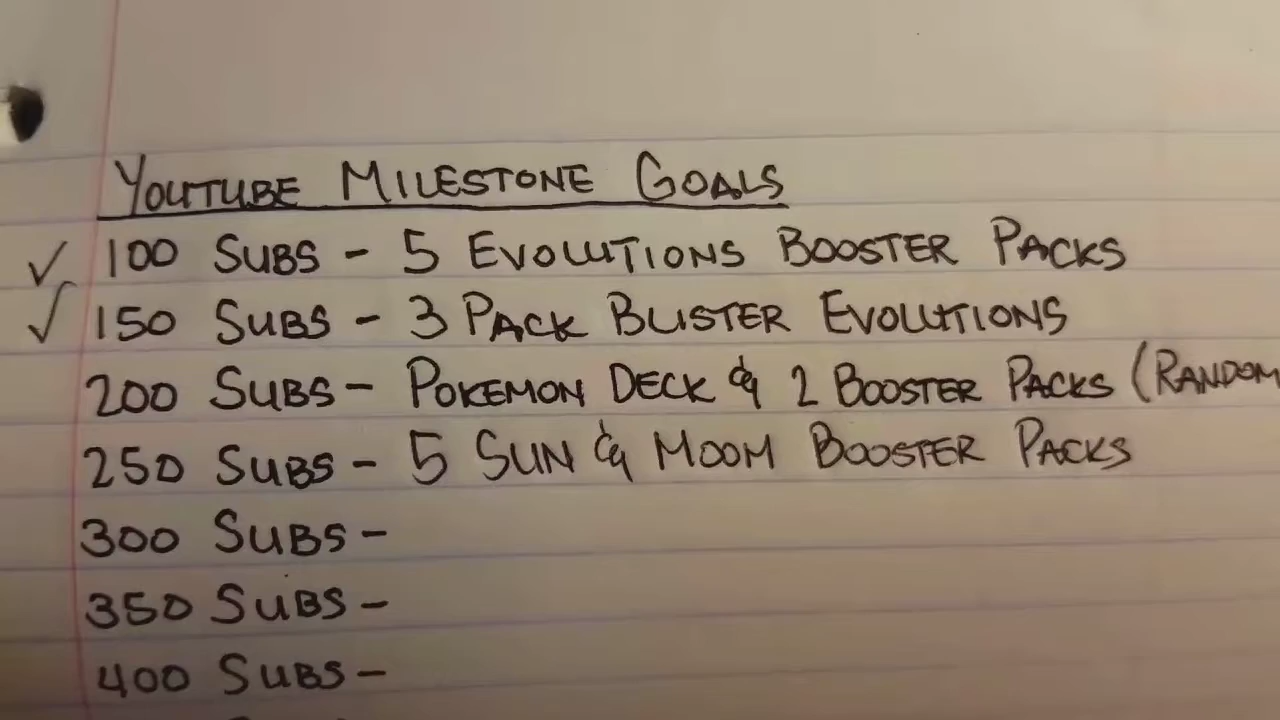 YOUTUBE MILESTONE GOALS
✓ 100 SUBS - 5 EVOLUTIONS BOOSTER PACKS
✓ 150 SUBS - 3 PACK BLISTER EVOLUTIONS
200 SUBS - POKEMON DECK & 2 BOOSTER PACKS (RANDOM
250 SUBS - 5 SUN & MOOM BOOSTER PACKS
300 SUBS -
350 SUBS -
400 SUBS -